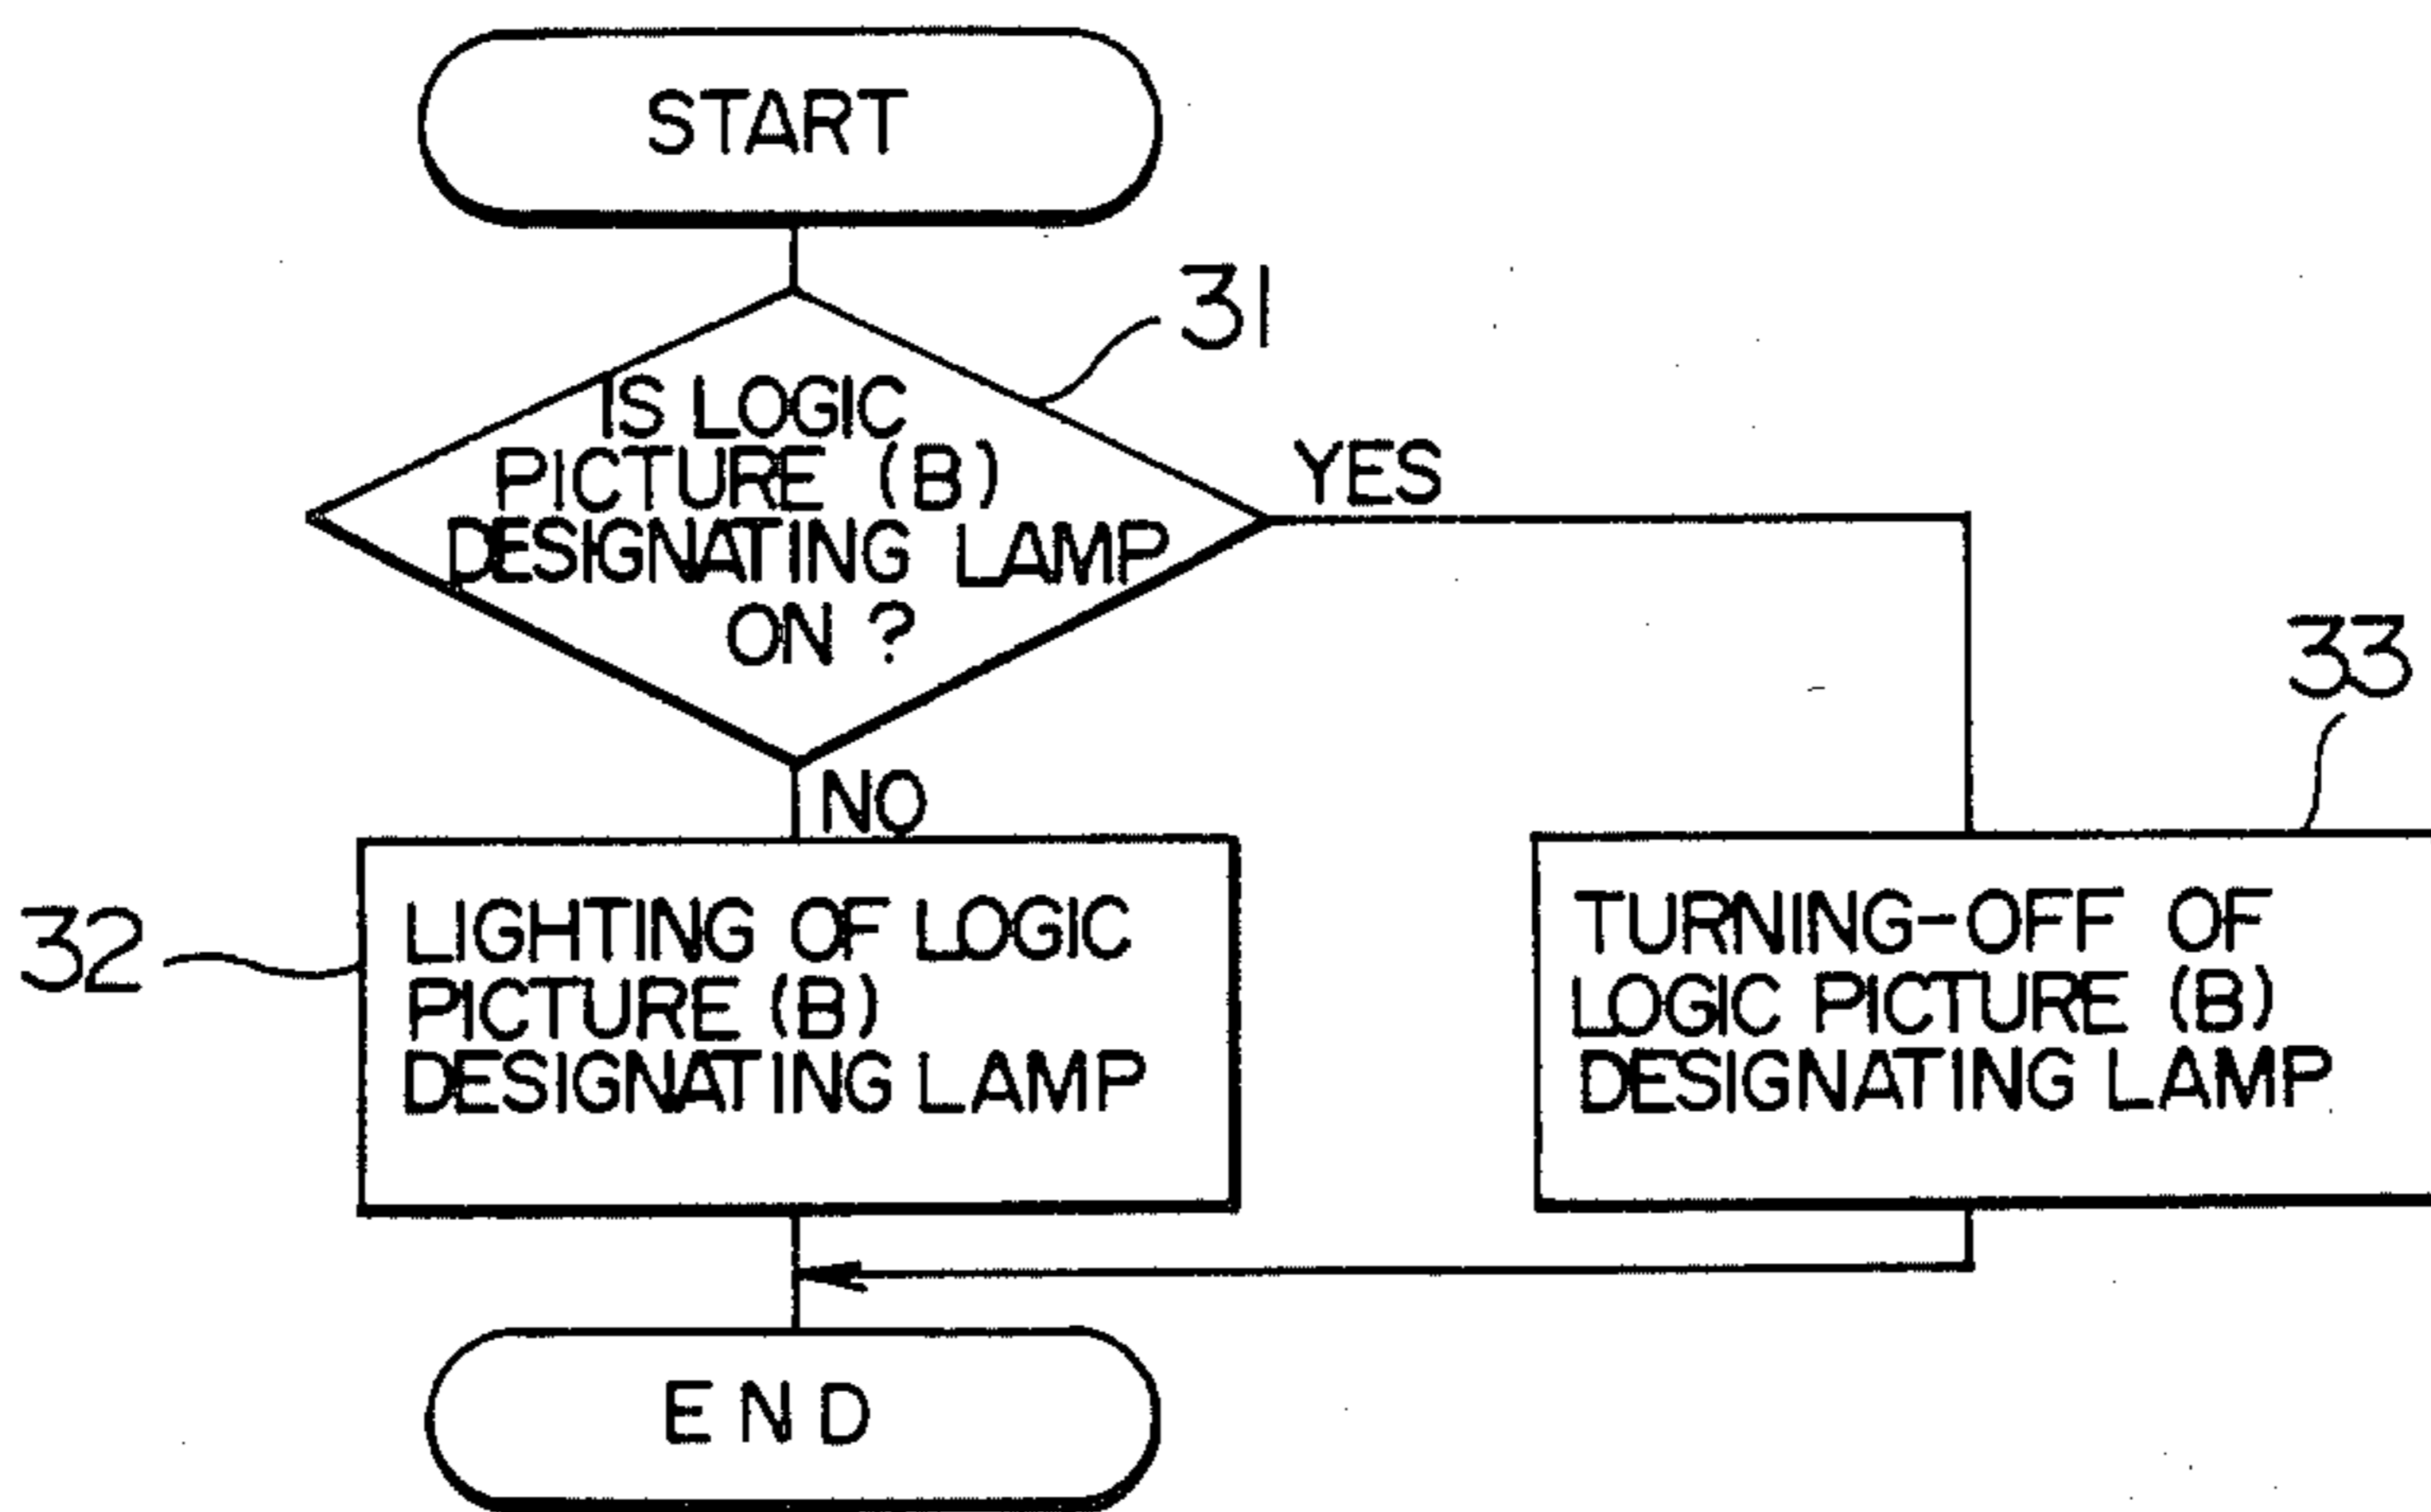 START
31
IS LOGIC
PICTURE (B)
DESIGNATING LAMP
ON ?
YES
NO
32
LIGHTING OF LOGIC
PICTURE (B)
DESIGNATING LAMP
33
TURNING-OFF OF
LOGIC PICTURE (B)
DESIGNATING LAMP
END